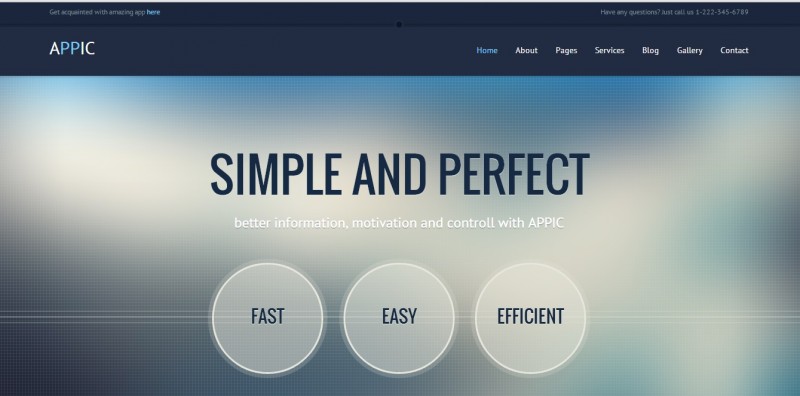 Get acquainted with amazing app here
Have any questions? Just call us 1-222-345-6789
APPIC
Home About Pages Services Blog Gallery Contact
SIMPLE AND PERFECT
better information, motivation and controll with APPIC
FAST
EASY
EFFICIENT